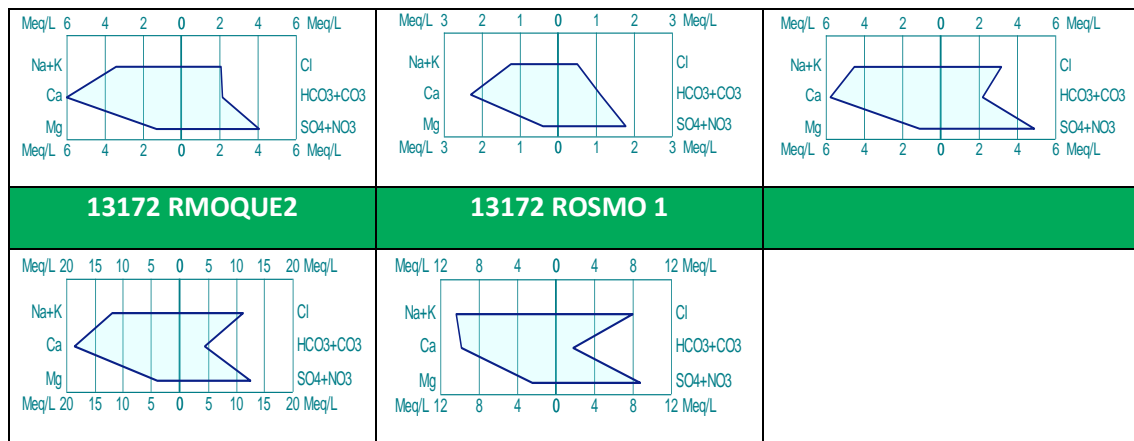 Meq/L 6 4 2 0 2 4 6 Meq/L
Na+K Cl
Ca HCO3+CO3
Mg SO4+NO3
Meq/L 6 4 2 0 2 4 6 Meq/L
Meq/L 3 2 1 0 1 2 3 Meq/L
Na+K Cl
Ca HCO3+CO3
Mg SO4+NO3
Meq/L 3 2 1 0 1 2 3 Meq/L
Meq/L 6 4 2 0 2 4 6 Meq/L
Na+K Cl
Ca HCO3+CO3
Mg SO4+NO3
Meq/L 6 4 2 0 2 4 6 Meq/L
13172 RMOQUE2
13172 ROSMO 1
Meq/L 20 15 10 5 0 5 10 15 20 Meq/L
Na+K Cl
Ca HCO3+CO3
Mg SO4+NO3
Meq/L 20 15 10 5 0 5 10 15 20 Meq/L
Meq/L 12 8 4 0 4 8 12 Meq/L
Na+K Cl
Ca HCO3+CO3
Mg SO4+NO3
Meq/L 12 8 4 0 4 8 12 Meq/L